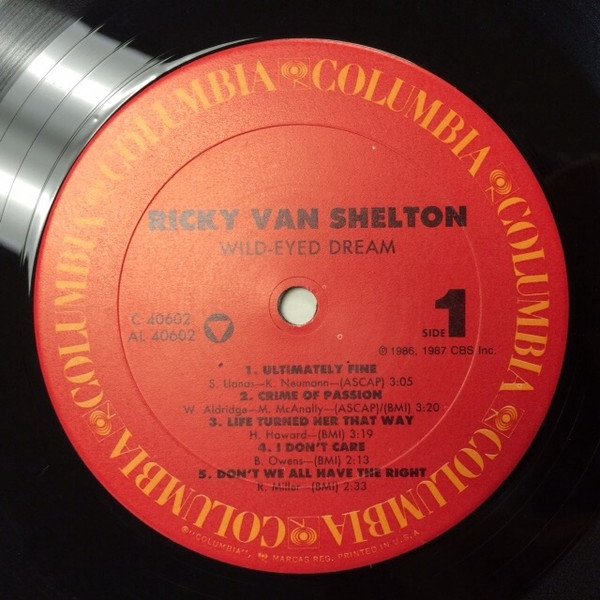 COLUMBIA COLUMBIA COLUMBIA COLUMBIA COLUMBIA COLUMBIA COLUMBIA
RICKY VAN SHELTON
WILD-EYED DREAM
C 40602
AL 40602
SIDE 1
℗ 1986, 1987 CBS Inc.
1. ULTIMATELY FINE
S. Llanas—K. Neumann—(ASCAP) 3:05
2. CRIME OF PASSION
W. Aldridge—M. McAnally—(ASCAP)/(BMI) 3:20
3. LIFE TURNED HER THAT WAY
H. Howard—(BMI) 3:19
4. I DON'T CARE
B. Owens—(BMI) 2:13
5. DON'T WE ALL HAVE THE RIGHT
R. Miller—(BMI) 2:33
"COLUMBIA", MARCAS REG. PRINTED IN U.S.A.